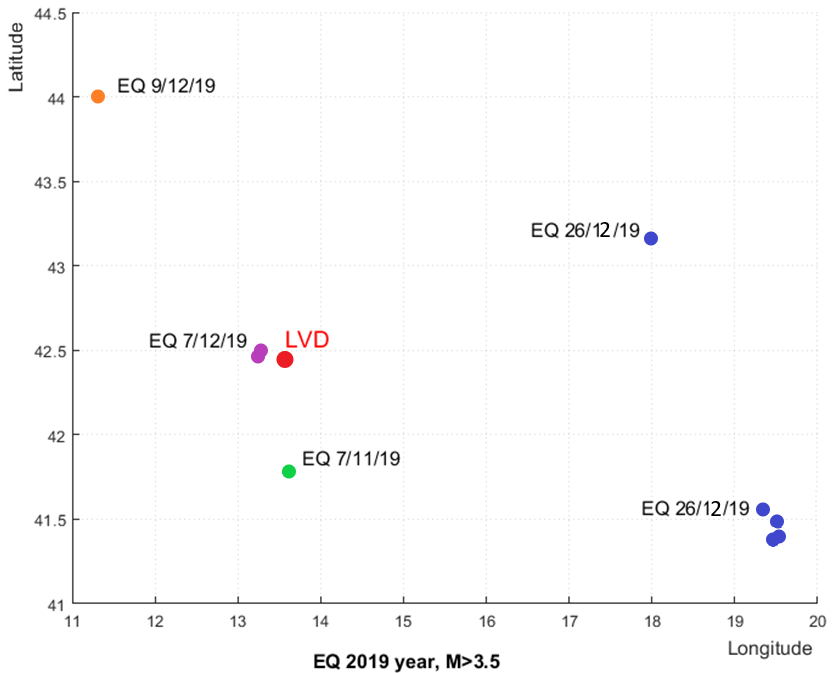 44.5
Latitude
EQ 9/12/19
44
43.5
EQ 26/12/19
43
EQ 7/12/19
LVD
42.5
42
EQ 7/11/19
EQ 26/12/19
41.5
41
11 12 13 14 15 16 17 18 19 20
Longitude
EQ 2019 year, M>3.5